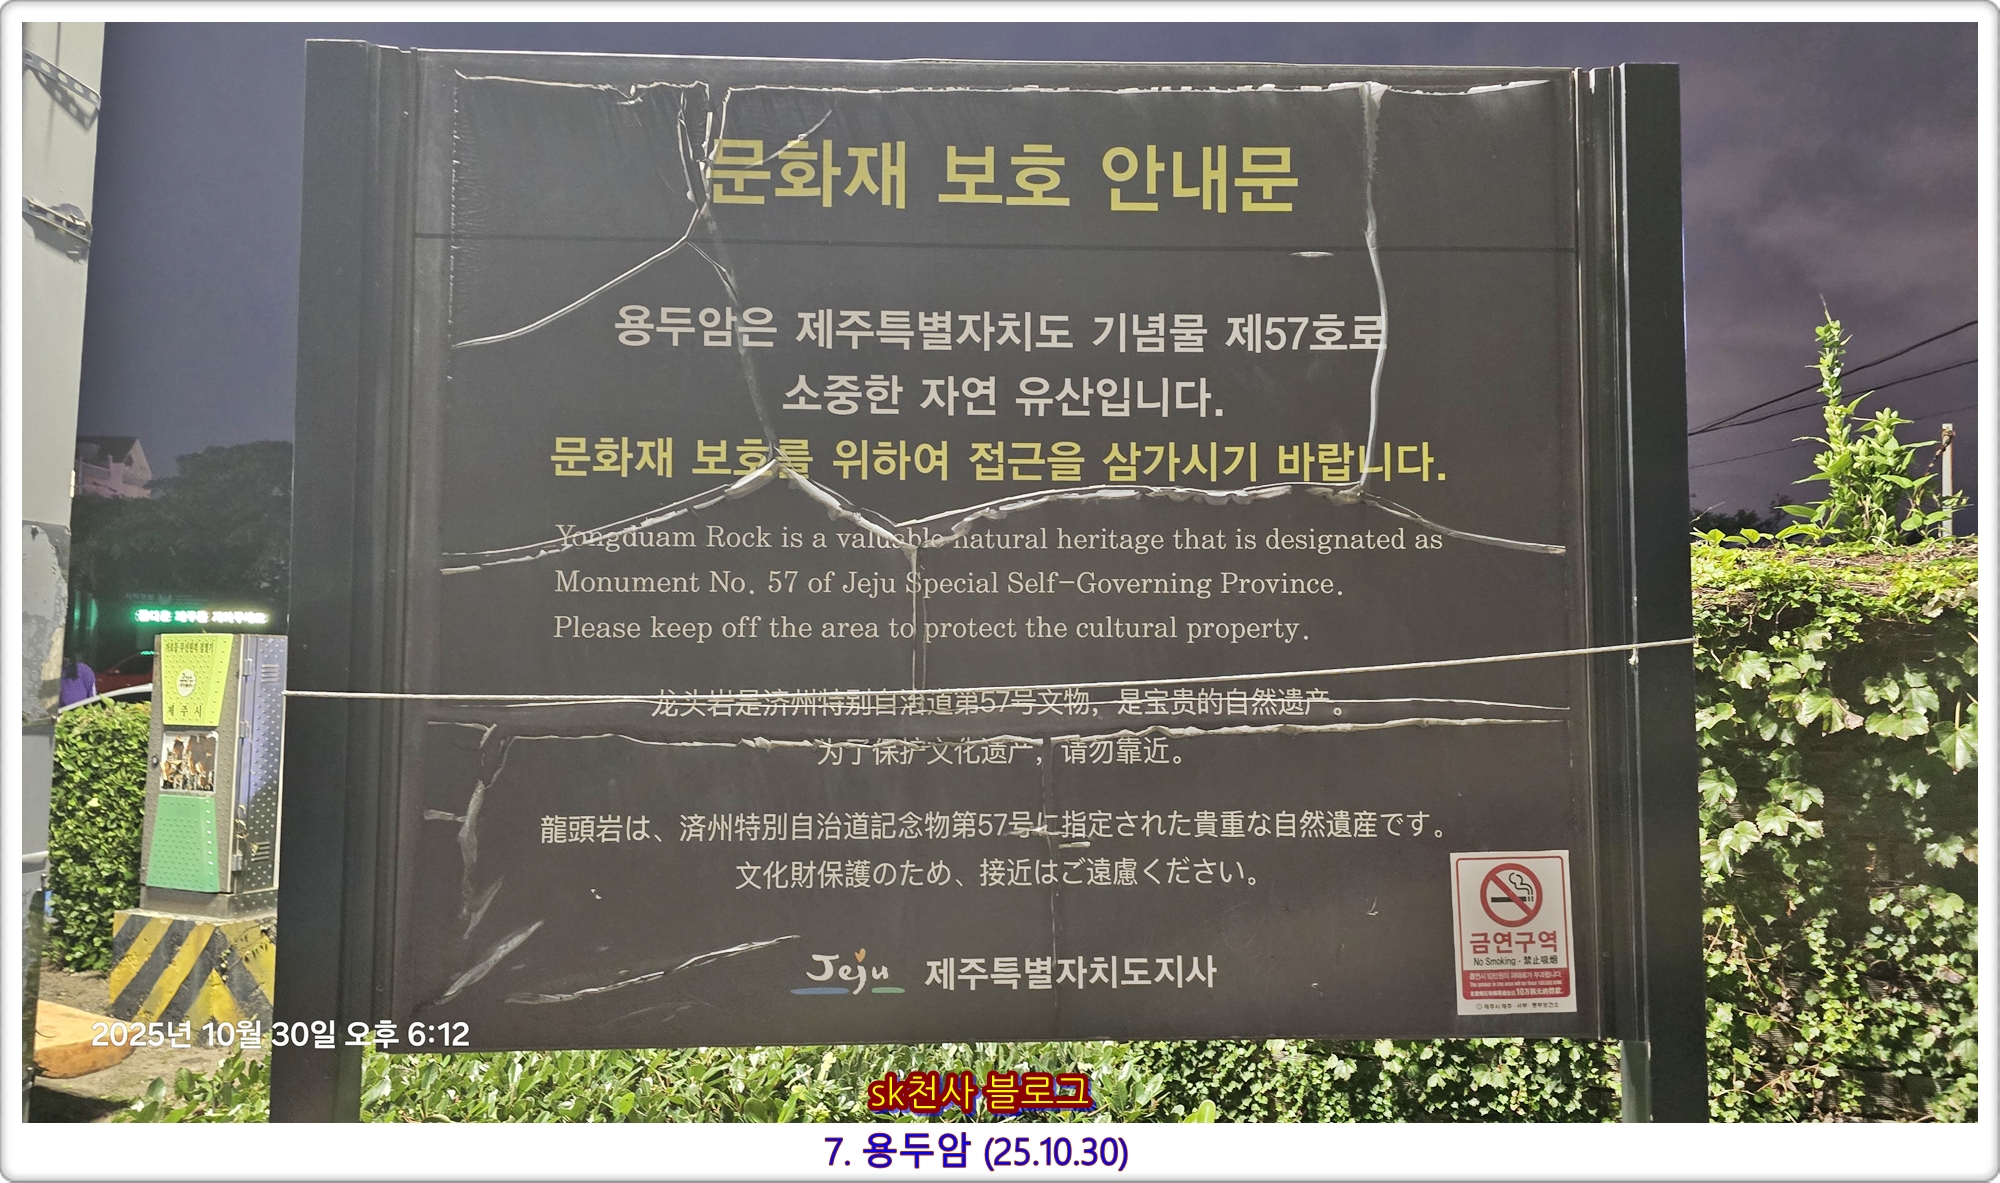 문화재 보호 안내문
용두암은 제주특별자치도 기념물 제57호로
소중한 자연 유산입니다.
문화재 보호를 위하여 접근을 삼가시기 바랍니다.
Yongduam Rock is a valuable natural heritage that is designated as
Monument No. 57 of Jeju Special Self-Governing Province.
Please keep off the area to protect the cultural property.
龙头岩是济州特别自治道第57号文物，是宝贵的自然遗产。
为了保护文化遗产，请勿靠近。
龍頭岩は、済州特別自治道記念物第57号に指定された貴重な自然遺産です。
文化財保護のため、接近はご遠慮ください。
Jeju 제주특별자치도지사
금연구역
No Smoking · 禁止吸烟
제주시
2025년 10월 30일 오후 6:12
sk천사 블로그
7. 용두암 (25.10.30)